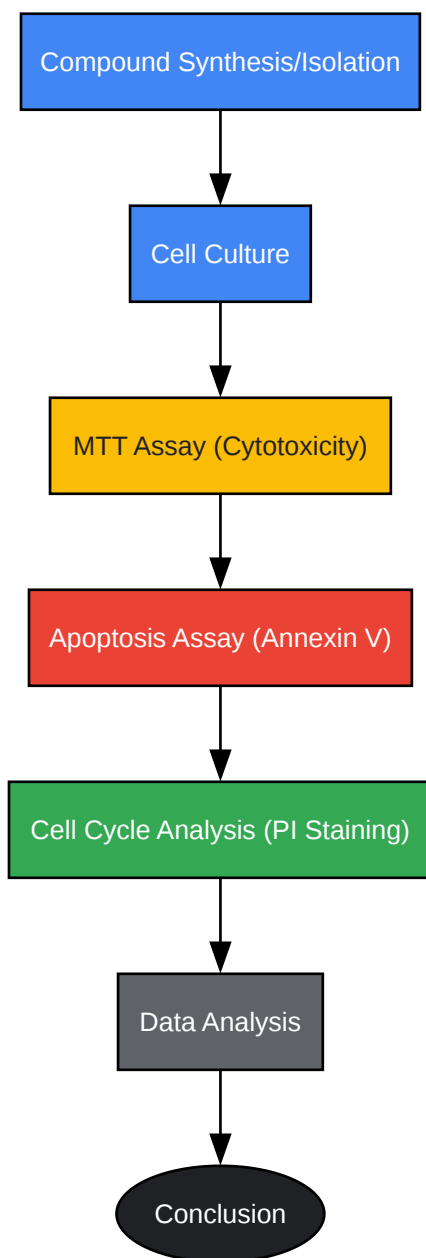 Compound Synthesis/Isolation
Cell Culture
MTT Assay (Cytotoxicity)
Apoptosis Assay (Annexin V)
Cell Cycle Analysis (PI Staining)
Data Analysis
Conclusion